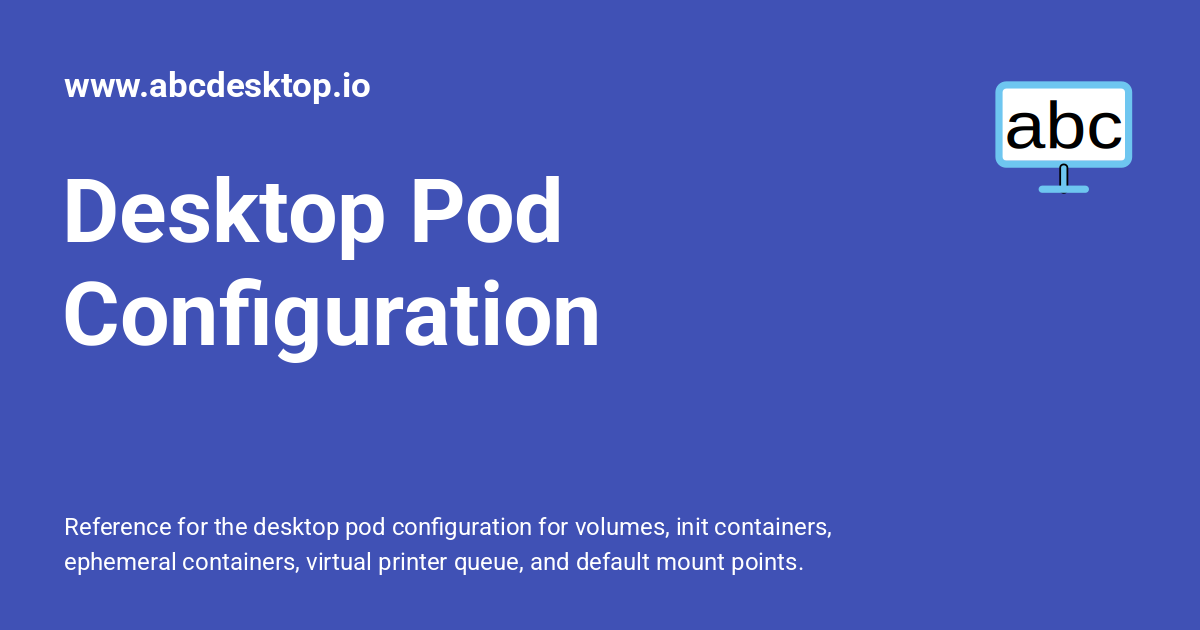 www.abcdesktop.io
abc
Desktop Pod
Configuration
Reference for the desktop pod configuration for volumes, init containers,
ephemeral containers, virtual printer queue, and default mount points.